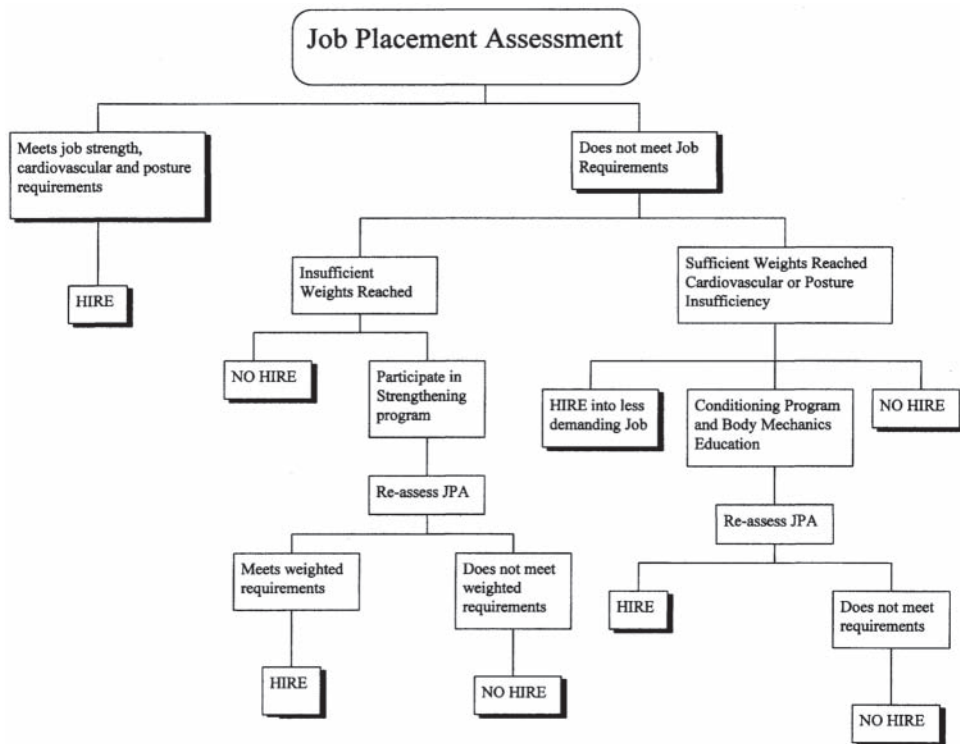 Job Placement Assessment
Meets job strength,
cardiovascular and posture
requirements
Does not meet Job
Requirements
HIRE
Insufficient
Weights Reached
Sufficient Weights Reached
Cardiovascular or Posture
Insufficiency
NO HIRE
Participate in
Strengthening
program
HIRE into less
demanding Job
Conditioning Program
and Body Mechanics
Education
NO HIRE
Re-assess JPA
Re-assess JPA
Meets weighted
requirements
Does not meet
weighted
requirements
HIRE
Does not meet
requirements
HIRE
NO HIRE
NO HIRE